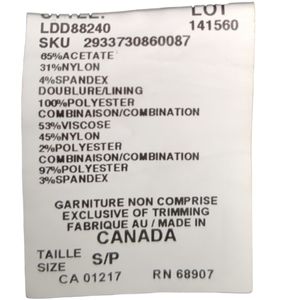 STYLE: LOT
LDD88240 141560
SKU 2933730860087
65%ACETATE
31%NYLON
4%SPANDEX
DOUBLURE/LINING
100%POLYESTER
COMBINAISON/COMBINATION
53%VISCOSE
45%NYLON
2%POLYESTER
COMBINAISON/COMBINATION
97%POLYESTER
3%SPANDEX
GARNITURE NON COMPRISE
EXCLUSIVE OF TRIMMING
FABRIQUE AU / MADE IN
CANADA
TAILLE S/P
SIZE
CA 01217 RN 68907